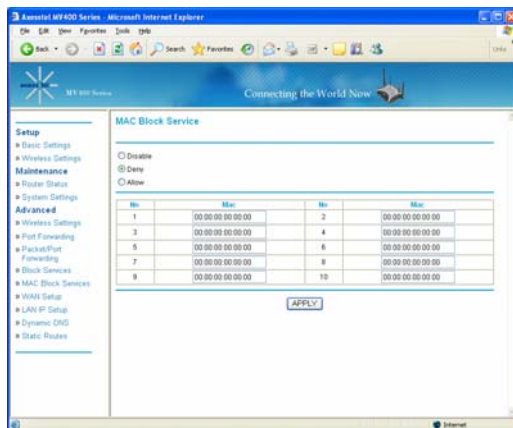 Axesstel MV400 Series - Microsoft Internet Explorer
File Edit View Favorites Tools Help
Back Search Favorites Links
MV400 Series Connecting the World Now
MAC Block Service
Setup
Basic Settings
Wireless Settings
Maintenance
Router Status
System Settings
Advanced
Wireless Settings
Port Forwarding
Packet/Port Forwarding
Block Services
MAC Block Services
WAN Setup
LAN IP Setup
Dynamic DNS
Static Routes
Disable
Deny
Allow
No Mac No Mac
1 00:00:00:00:00:00 2 00:00:00:00:00:00
3 00:00:00:00:00:00 4 00:00:00:00:00:00
5 00:00:00:00:00:00 6 00:00:00:00:00:00
7 00:00:00:00:00:00 8 00:00:00:00:00:00
9 00:00:00:00:00:00 10 00:00:00:00:00:00
APPLY
Internet